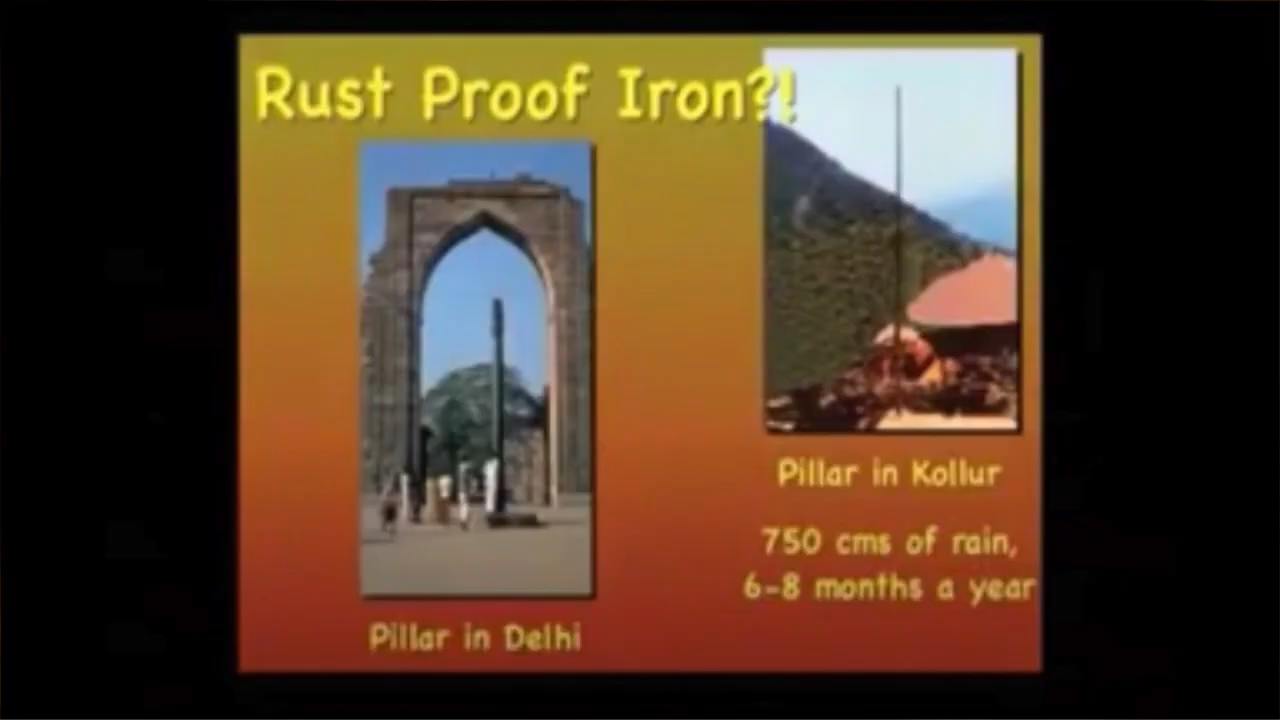 Rust Proof Iron?!
Pillar in Delhi
Pillar in Kollur
750 cms of rain,
6-8 months a year